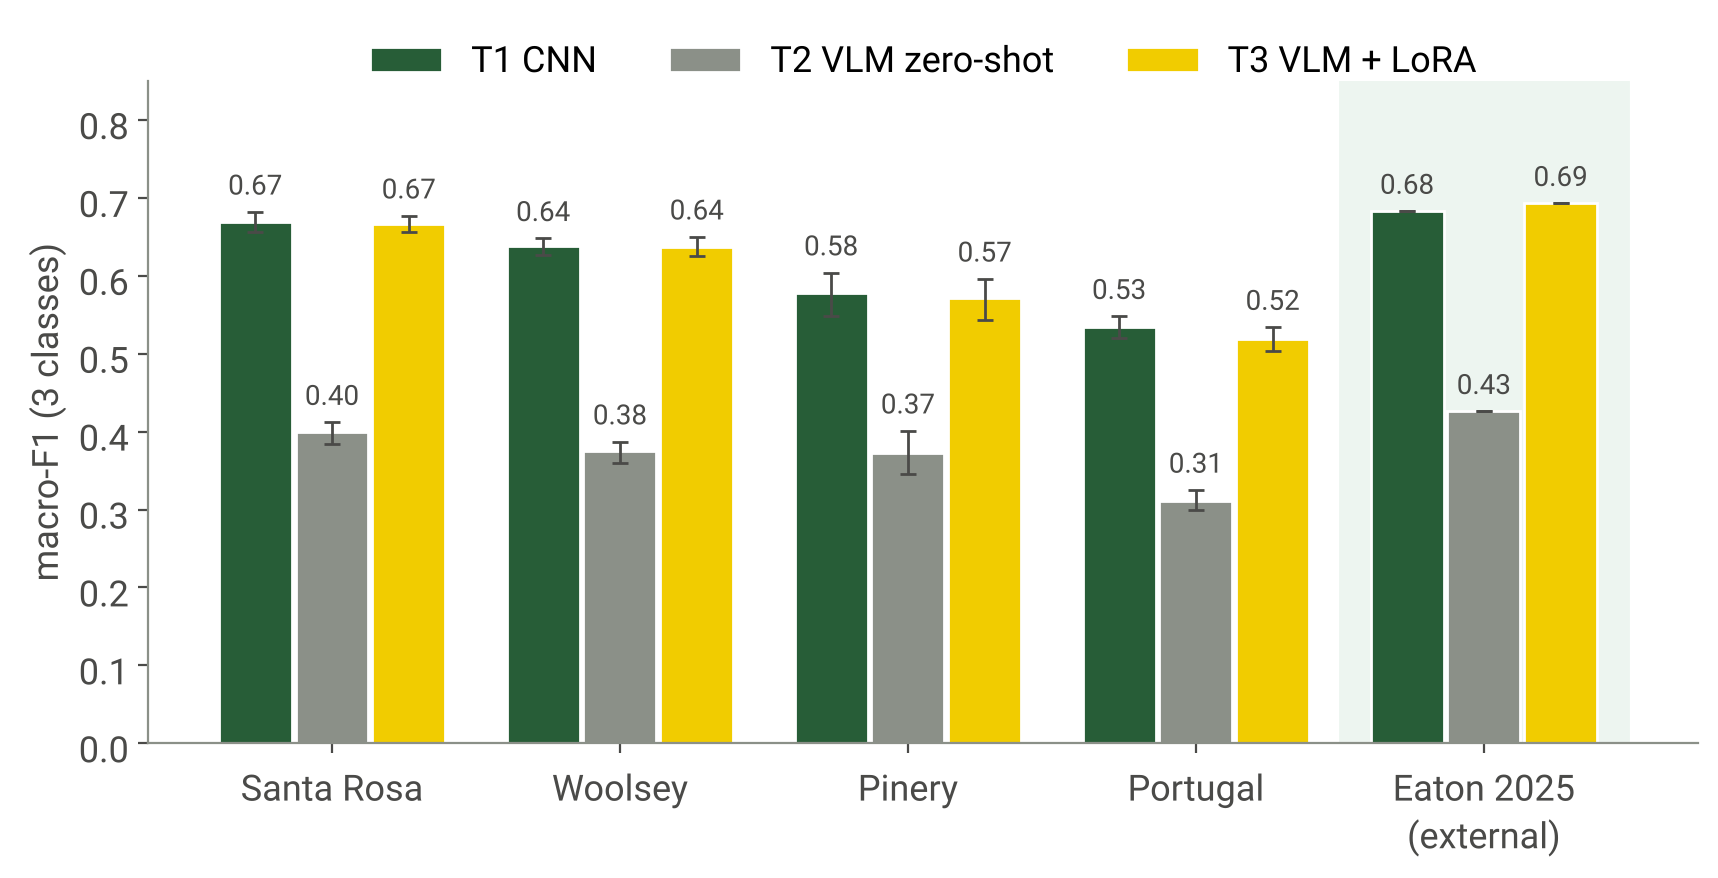 T1 CNN T2 VLM zero-shot T3 VLM + LoRA
macro-F1 (3 classes)
0.8
0.7
0.6
0.5
0.4
0.3
0.2
0.1
0.0
0.67 0.40 0.67
0.64 0.38 0.64
0.58 0.37 0.57
0.53 0.31 0.52
0.68 0.43 0.69
Santa Rosa Woolsey Pinery Portugal Eaton 2025
(external)